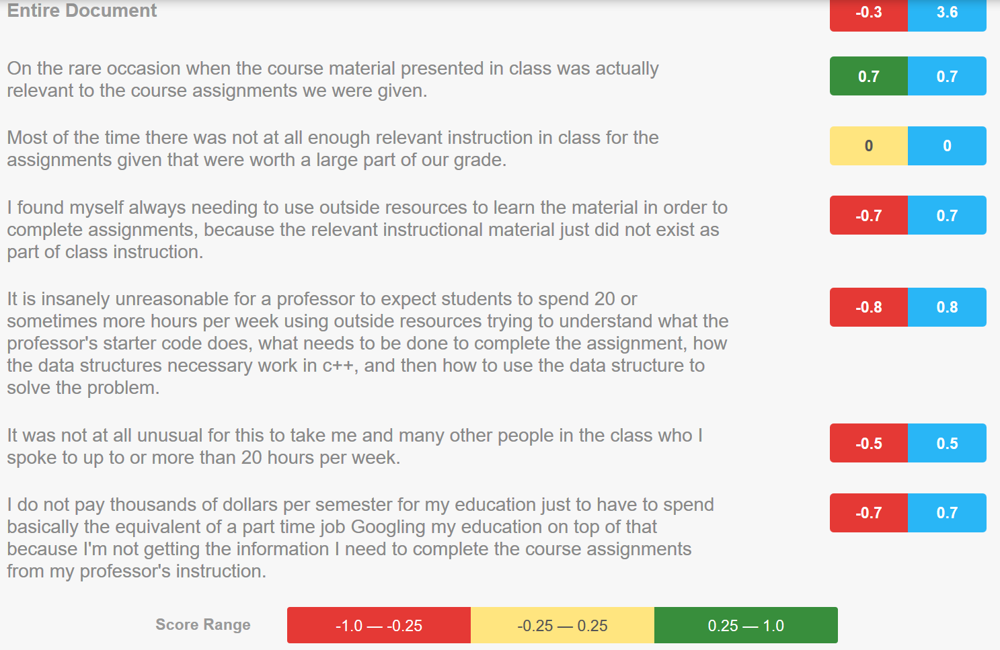 Entire Document
-0.3 3.6
On the rare occasion when the course material presented in class was actually
relevant to the course assignments we were given.
0.7 0.7
Most of the time there was not at all enough relevant instruction in class for the
assignments given that were worth a large part of our grade.
0 0
I found myself always needing to use outside resources to learn the material in order to
complete assignments, because the relevant instructional material just did not exist as
part of class instruction.
-0.7 0.7
It is insanely unreasonable for a professor to expect students to spend 20 or
sometimes more hours per week using outside resources trying to understand what the
professor's starter code does, what needs to be done to complete the assignment, how
the data structures necessary work in c++, and then how to use the data structure to
solve the problem.
-0.8 0.8
It was not at all unusual for this to take me and many other people in the class who I
spoke to up to or more than 20 hours per week.
-0.5 0.5
I do not pay thousands of dollars per semester for my education just to have to spend
basically the equivalent of a part time job Googling my education on top of that
because I'm not getting the information I need to complete the course assignments
from my professor's instruction.
-0.7 0.7
Score Range
-1.0 — -0.25
-0.25 — 0.25
0.25 — 1.0